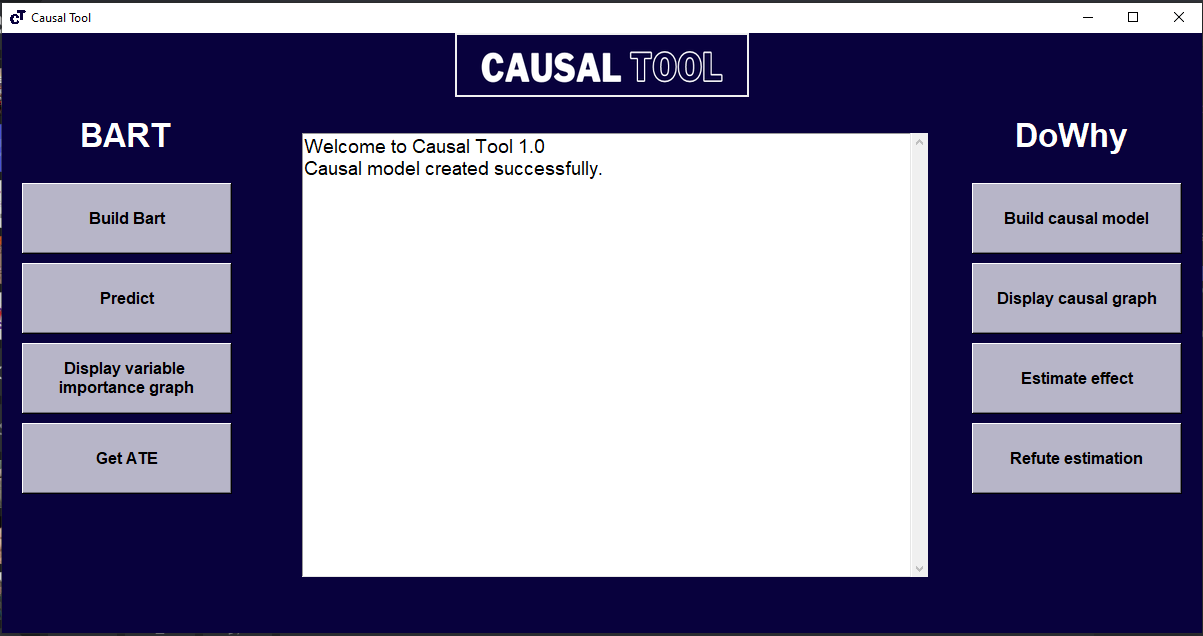 CT Causal Tool
CAUSAL TOOL
BART
Build Bart
Predict
Display variable
importance graph
Get ATE
Welcome to Causal Tool 1.0
Causal model created successfully.
DoWhy
Build causal model
Display causal graph
Estimate effect
Refute estimation